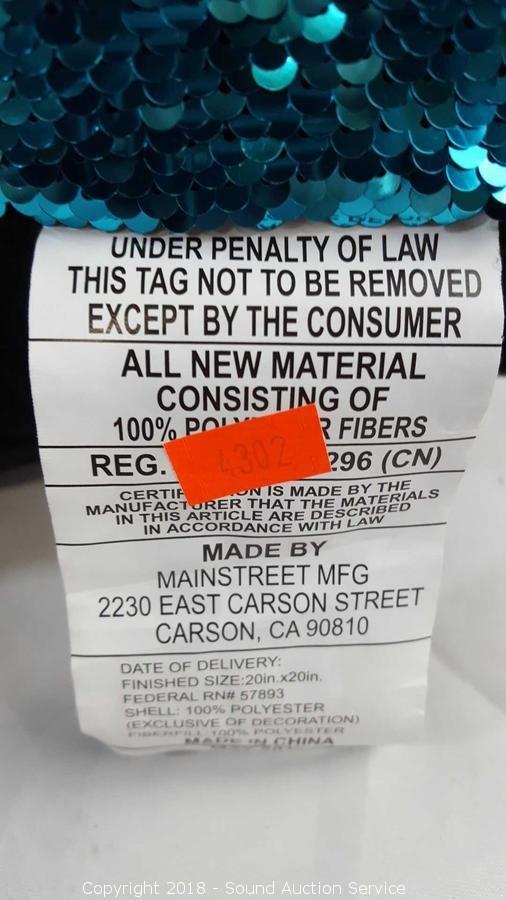 UNDER PENALTY OF LAW
THIS TAG NOT TO BE REMOVED
EXCEPT BY THE CONSUMER
ALL NEW MATERIAL
CONSISTING OF
100% FIBERS
REG. 4302 296 (CN)
IS MADE BY THE
MANUFACTURER THAT THE MATERIALS
IN THIS ARTICLE ARE DESCRIBED
IN ACCORDANCE WITH LAW
MADE BY
MAINSTREET MFG
2230 EAST CARSON STREET
CARSON, CA 90810
DATE OF DELIVERY:
FINISHED SIZE:20in.x20in.
FEDERAL RN# 57893
SHELL: 100% POLYESTER
(EXCLUSIVE OF DECORATION)
FIBERFILL: 100% POLYESTER
MADE IN CHINA
Copyright 2018 - Sound Auction Service